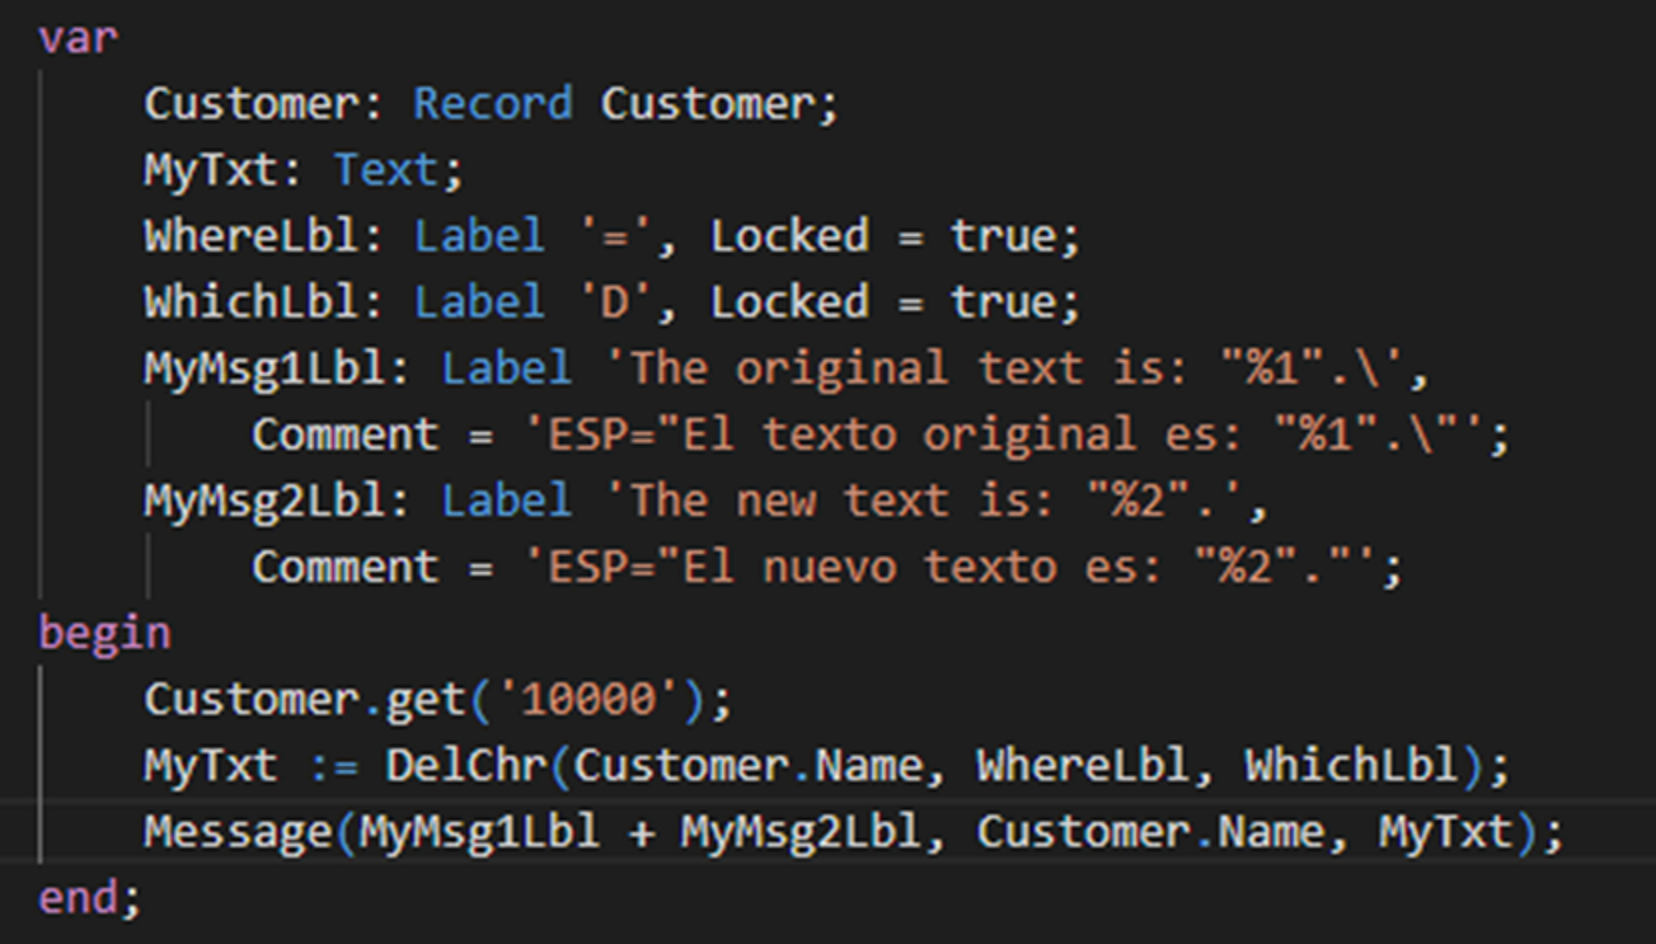 var
Customer: Record Customer;
MyTxt: Text;
WhereLbl: Label '=', Locked = true;
WhichLbl: Label 'D', Locked = true;
MyMsg1Lbl: Label 'The original text is: "%1".\',
Comment = 'ESP="El texto original es: "%1".\"';
MyMsg2Lbl: Label 'The new text is: "%2".',
Comment = 'ESP="El nuevo texto es: "%2"."';
begin
Customer.get('10000');
MyTxt := DelChr(Customer.Name, WhereLbl, WhichLbl);
Message(MyMsg1Lbl + MyMsg2Lbl, Customer.Name, MyTxt);
end;